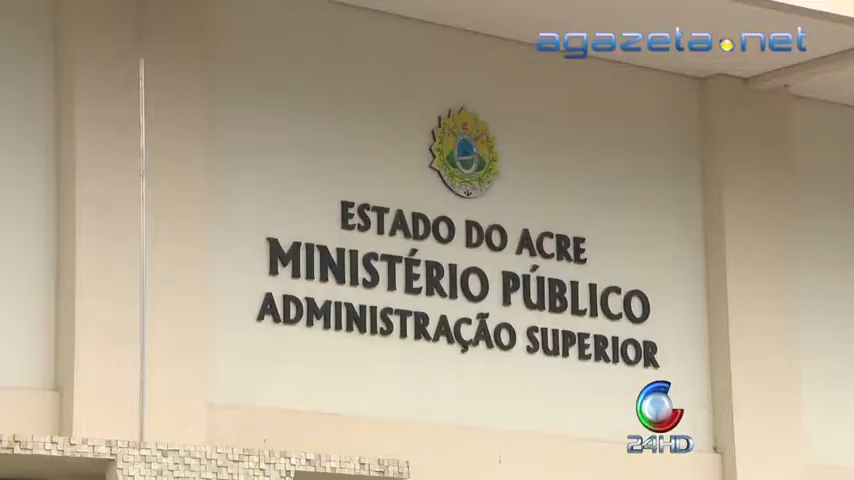 agazeta.net
ESTADO DO ACRE
MINISTÉRIO PÚBLICO
ADMINISTRAÇÃO SUPERIOR
24HD